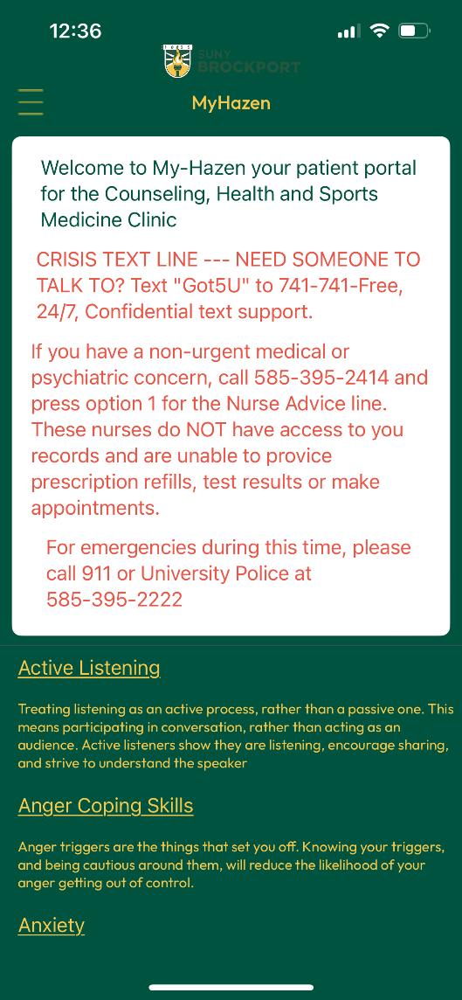 12:36
SUNY
BROCKPORT
MyHazen
Welcome to My-Hazen your patient portal
for the Counseling, Health and Sports
Medicine Clinic
CRISIS TEXT LINE --- NEED SOMEONE TO
TALK TO? Text "Got5U" to 741-741-Free,
24/7, Confidential text support.
If you have a non-urgent medical or
psychiatric concern, call 585-395-2414 and
press option 1 for the Nurse Advice line.
These nurses do NOT have access to you
records and are unable to provice
prescription refills, test results or make
appointments.
For emergencies during this time, please
call 911 or University Police at
585-395-2222
Active Listening
Treating listening as an active process, rather than a passive one. This
means participating in conversation, rather than acting as an
audience. Active listeners show they are listening, encourage sharing,
and strive to understand the speaker
Anger Coping Skills
Anger triggers are the things that set you off. Knowing your triggers,
and being cautious around them, will reduce the likelihood of your
anger getting out of control.
Anxiety